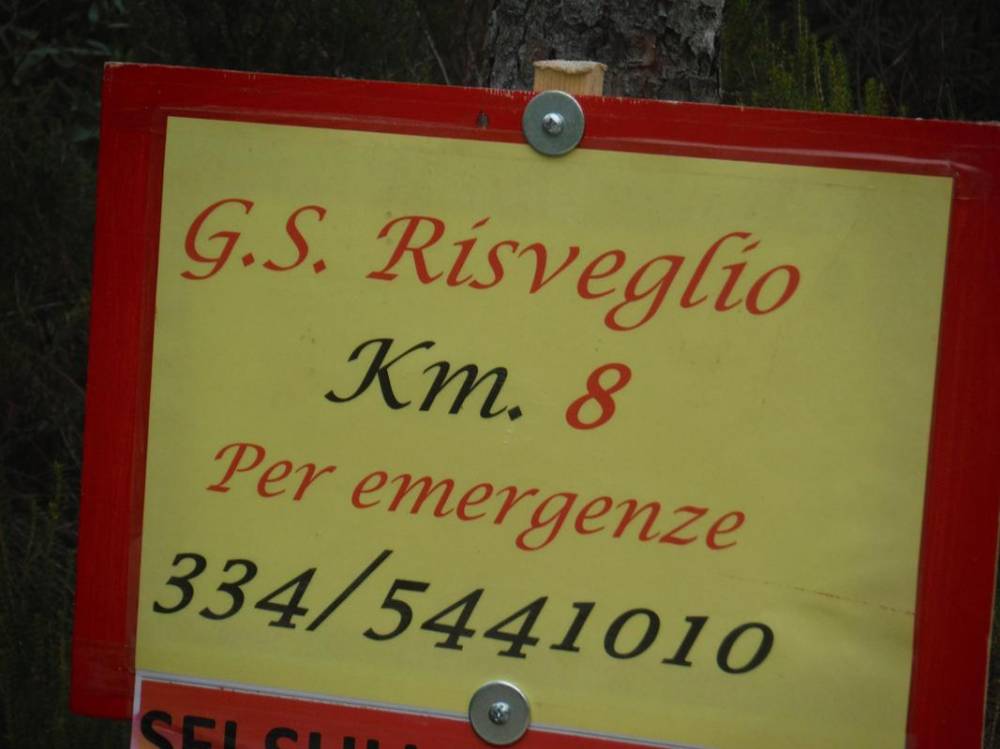 G.S. Risveglio
Km. 8
Per emergenze
334/5441010